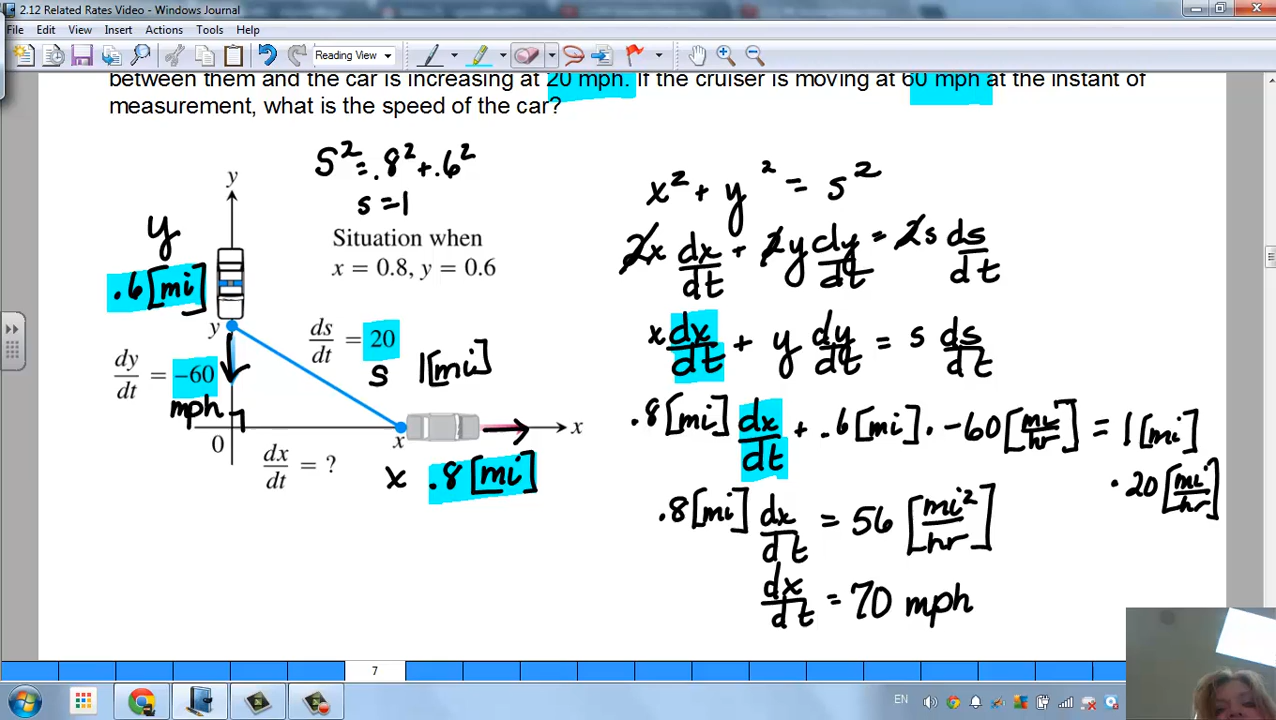 2.12 Related Rates Video - Windows Journal
File Edit View Insert Actions Tools Help
Reading View
between them and the car is increasing at 20 mph. If the cruiser is moving at 60 mph at the instant of
measurement, what is the speed of the car?
S² = .8² + .6²
s = 1
Situation when
x = 0.8, y = 0.6
y
y
.6 [mi]
y
ds/dt = 20
s 1 [mi]
dy/dt = −60
mph
0
x
x
dx/dt = ?
x .8 [mi]
x² + y² = s²
2x dx/dt + 2y dy/dt = 2s ds/dt
x dx/dt + y dy/dt = s ds/dt
.8 [mi] dx/dt + .6 [mi] · −60 [mi/hr] = 1 [mi]
· 20 [mi/hr]
.8 [mi] dx/dt = 56 [mi²/hr]
dx/dt = 70 mph
7
EN